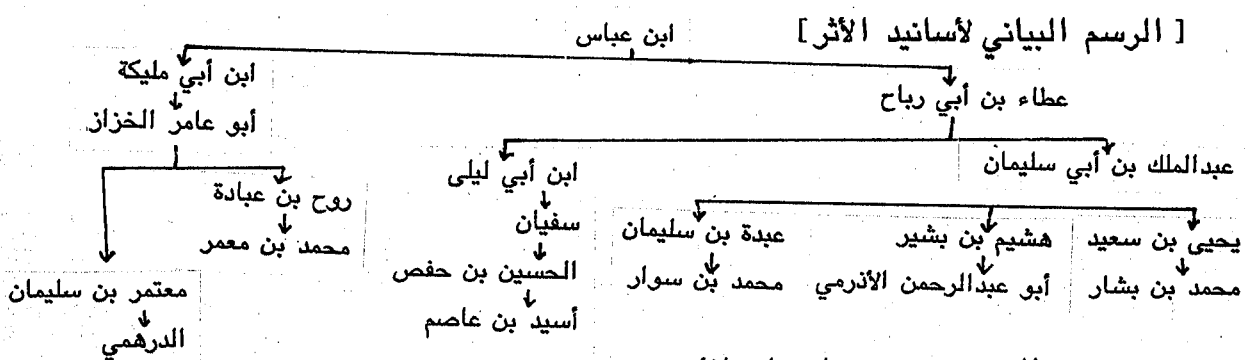 [ الرسم البياني لأسانيد الأثر ]
ابن عباس
عطاء بن أبي رباح
ابن أبي مليكة
أبو عامر الخزاز
عبدالملك بن أبي سليمان
ابن أبي ليلى
روح بن عبادة
يحيى بن سعيد
هشيم بن بشير
عبدة بن سليمان
سفيان
محمد بن معمر
محمد بن بشار
أبو عبدالرحمن الأذرمي
محمد بن سوار
الحسين بن حفص
معتمر بن سليمان
أسيد بن عاصم
الدرهمي